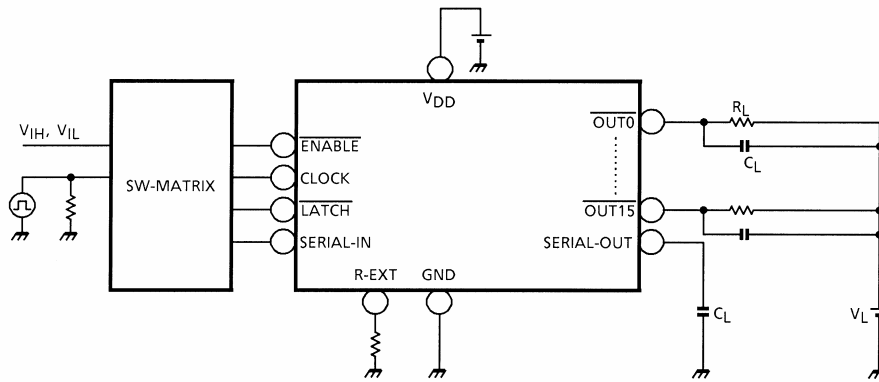 VDD
VIH, VIL
SW-MATRIX
ENABLE
CLOCK
LATCH
SERIAL-IN
R-EXT
GND
OUT0
OUT15
SERIAL-OUT
RL
CL
CL
VL